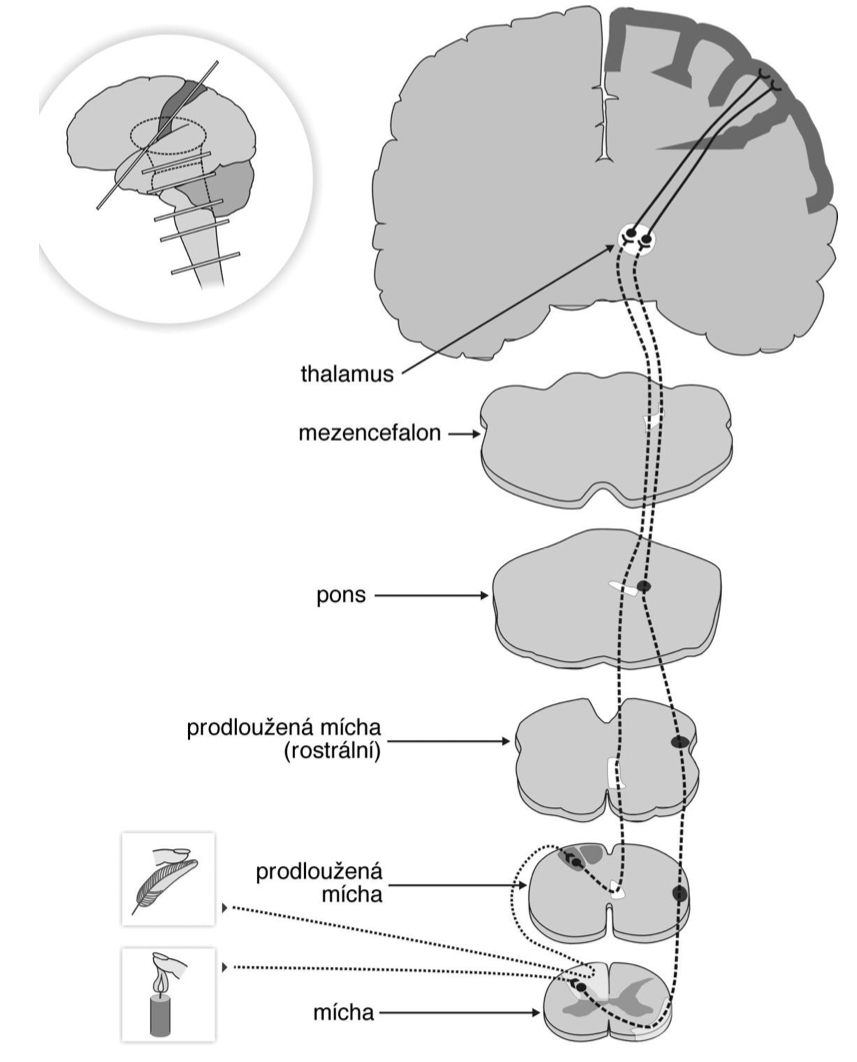 thalamus
mezencefalon
pons
prodloužená mícha
(rostrální)
prodloužená
mícha
mícha